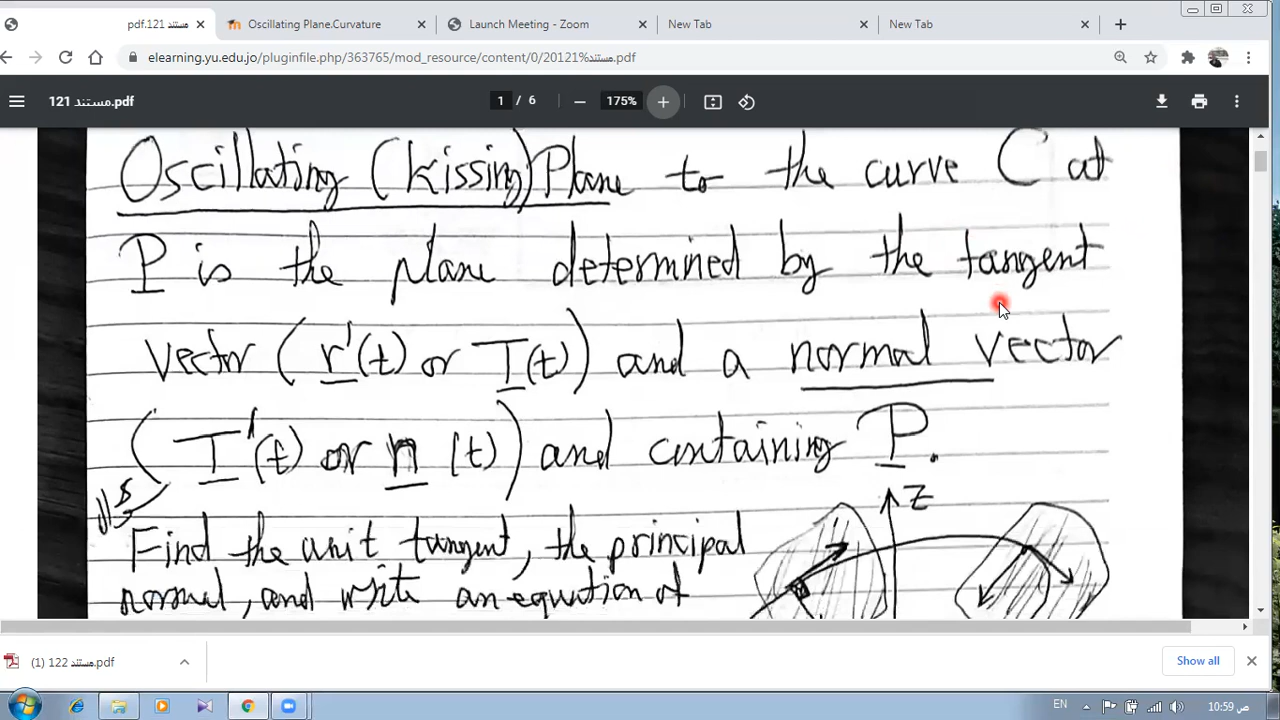 مستند 121.pdf
Oscillating Plane.Curvature
Launch Meeting - Zoom
New Tab
New Tab
elearning.yu.edu.jo/pluginfile.php/363765/mod_resource/content/0/20121%مستند.pdf
مستند 121.pdf
1 / 6
175%
Oscillating (kissing) Plane to the curve C at
P is the plane determined by the tangent
vector (r'(t) or T(t)) and a normal vector
(T'(t) or n (t)) and containing P.
Z
Find the unit tangent, the principal
normal, and write an equation of
(1) مستند 122.pdf
Show all
EN
10:59 ص